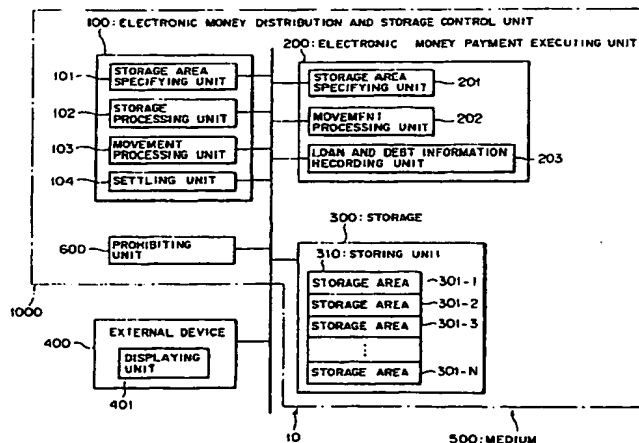 100: ELECTRONIC MONEY DISTRIBUTION AND STORAGE CONTROL UNIT
200: ELECTRONIC MONEY PAYMENT EXECUTING UNIT
101
STORAGE AREA
SPECIFYING UNIT
102
STORAGE
PROCESSING UNIT
103
MOVEMENT
PROCESSING UNIT
104
SETTLING UNIT
STORAGE AREA
SPECIFYING UNIT
201
MOVEMENT
PROCESSING UNIT
202
LOAN AND DEBT INFORMATION
RECORDING UNIT
203
600
PROHIBITING
UNIT
300: STORAGE
310: STORING UNIT
STORAGE AREA
301-1
STORAGE AREA
301-2
STORAGE AREA
301-3
⋮
STORAGE AREA
301-N
1000
400
EXTERNAL DEVICE
DISPLAYING
UNIT
401
10
500: MEDIUM